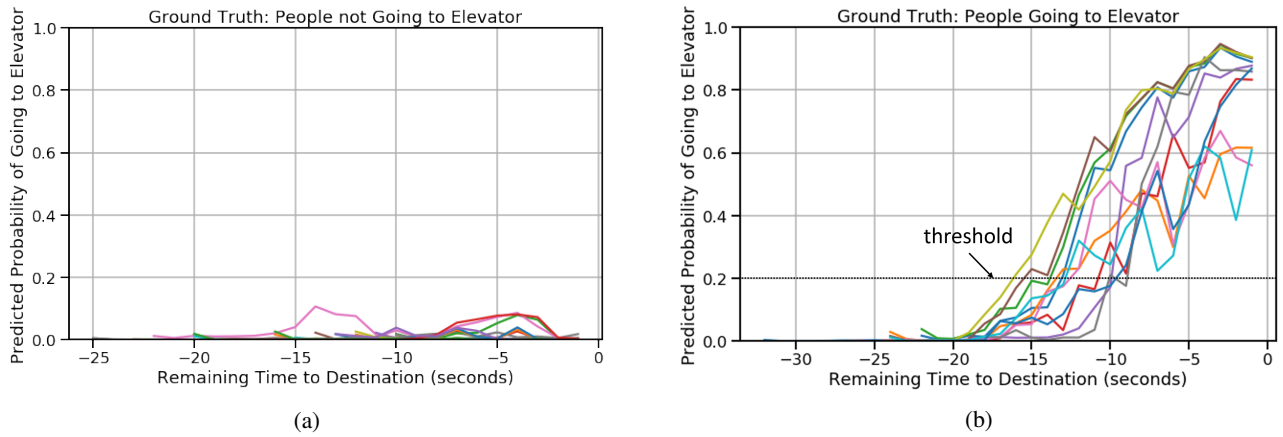 Ground Truth: People not Going to Elevator
Predicted Probability of Going to Elevator
1.0
0.8
0.6
0.4
0.2
0.0
−25 −20 −15 −10 −5 0
Remaining Time to Destination (seconds)
(a)
Ground Truth: People Going to Elevator
Predicted Probability of Going to Elevator
1.0
0.8
0.6
0.4
threshold
0.2
0.0
−30 −25 −20 −15 −10 −5 0
Remaining Time to Destination (seconds)
(b)